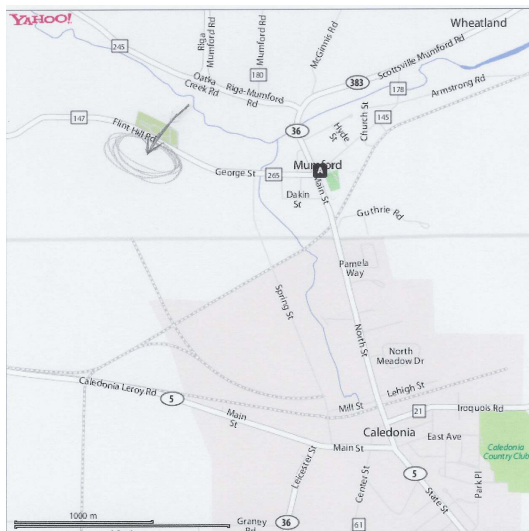 YAHOO!
Wheatland
245
Riga Mumford Rd
Mumford Rd
McGinnis Rd
180
383
Scottsville Mumford Rd
Oatka Creek Rd
Riga-Mumford Rd
178
Armstrong Rd
147
Flint Hill Rd
36
Hyde St
Church St
145
George St
265
Mumford
A
Main St
Dakin St
Guthrie Rd
Pamela Way
Spring St
North St
North Meadow Dr
Caledonia Leroy Rd
5
Lehigh St
Main St
Mill St
21
Iroquois Rd
Caledonia
East Ave
Main St
Caledonia Country Club
Leicester St
Center St
5
State St
Park Pl
1000 m
36
61